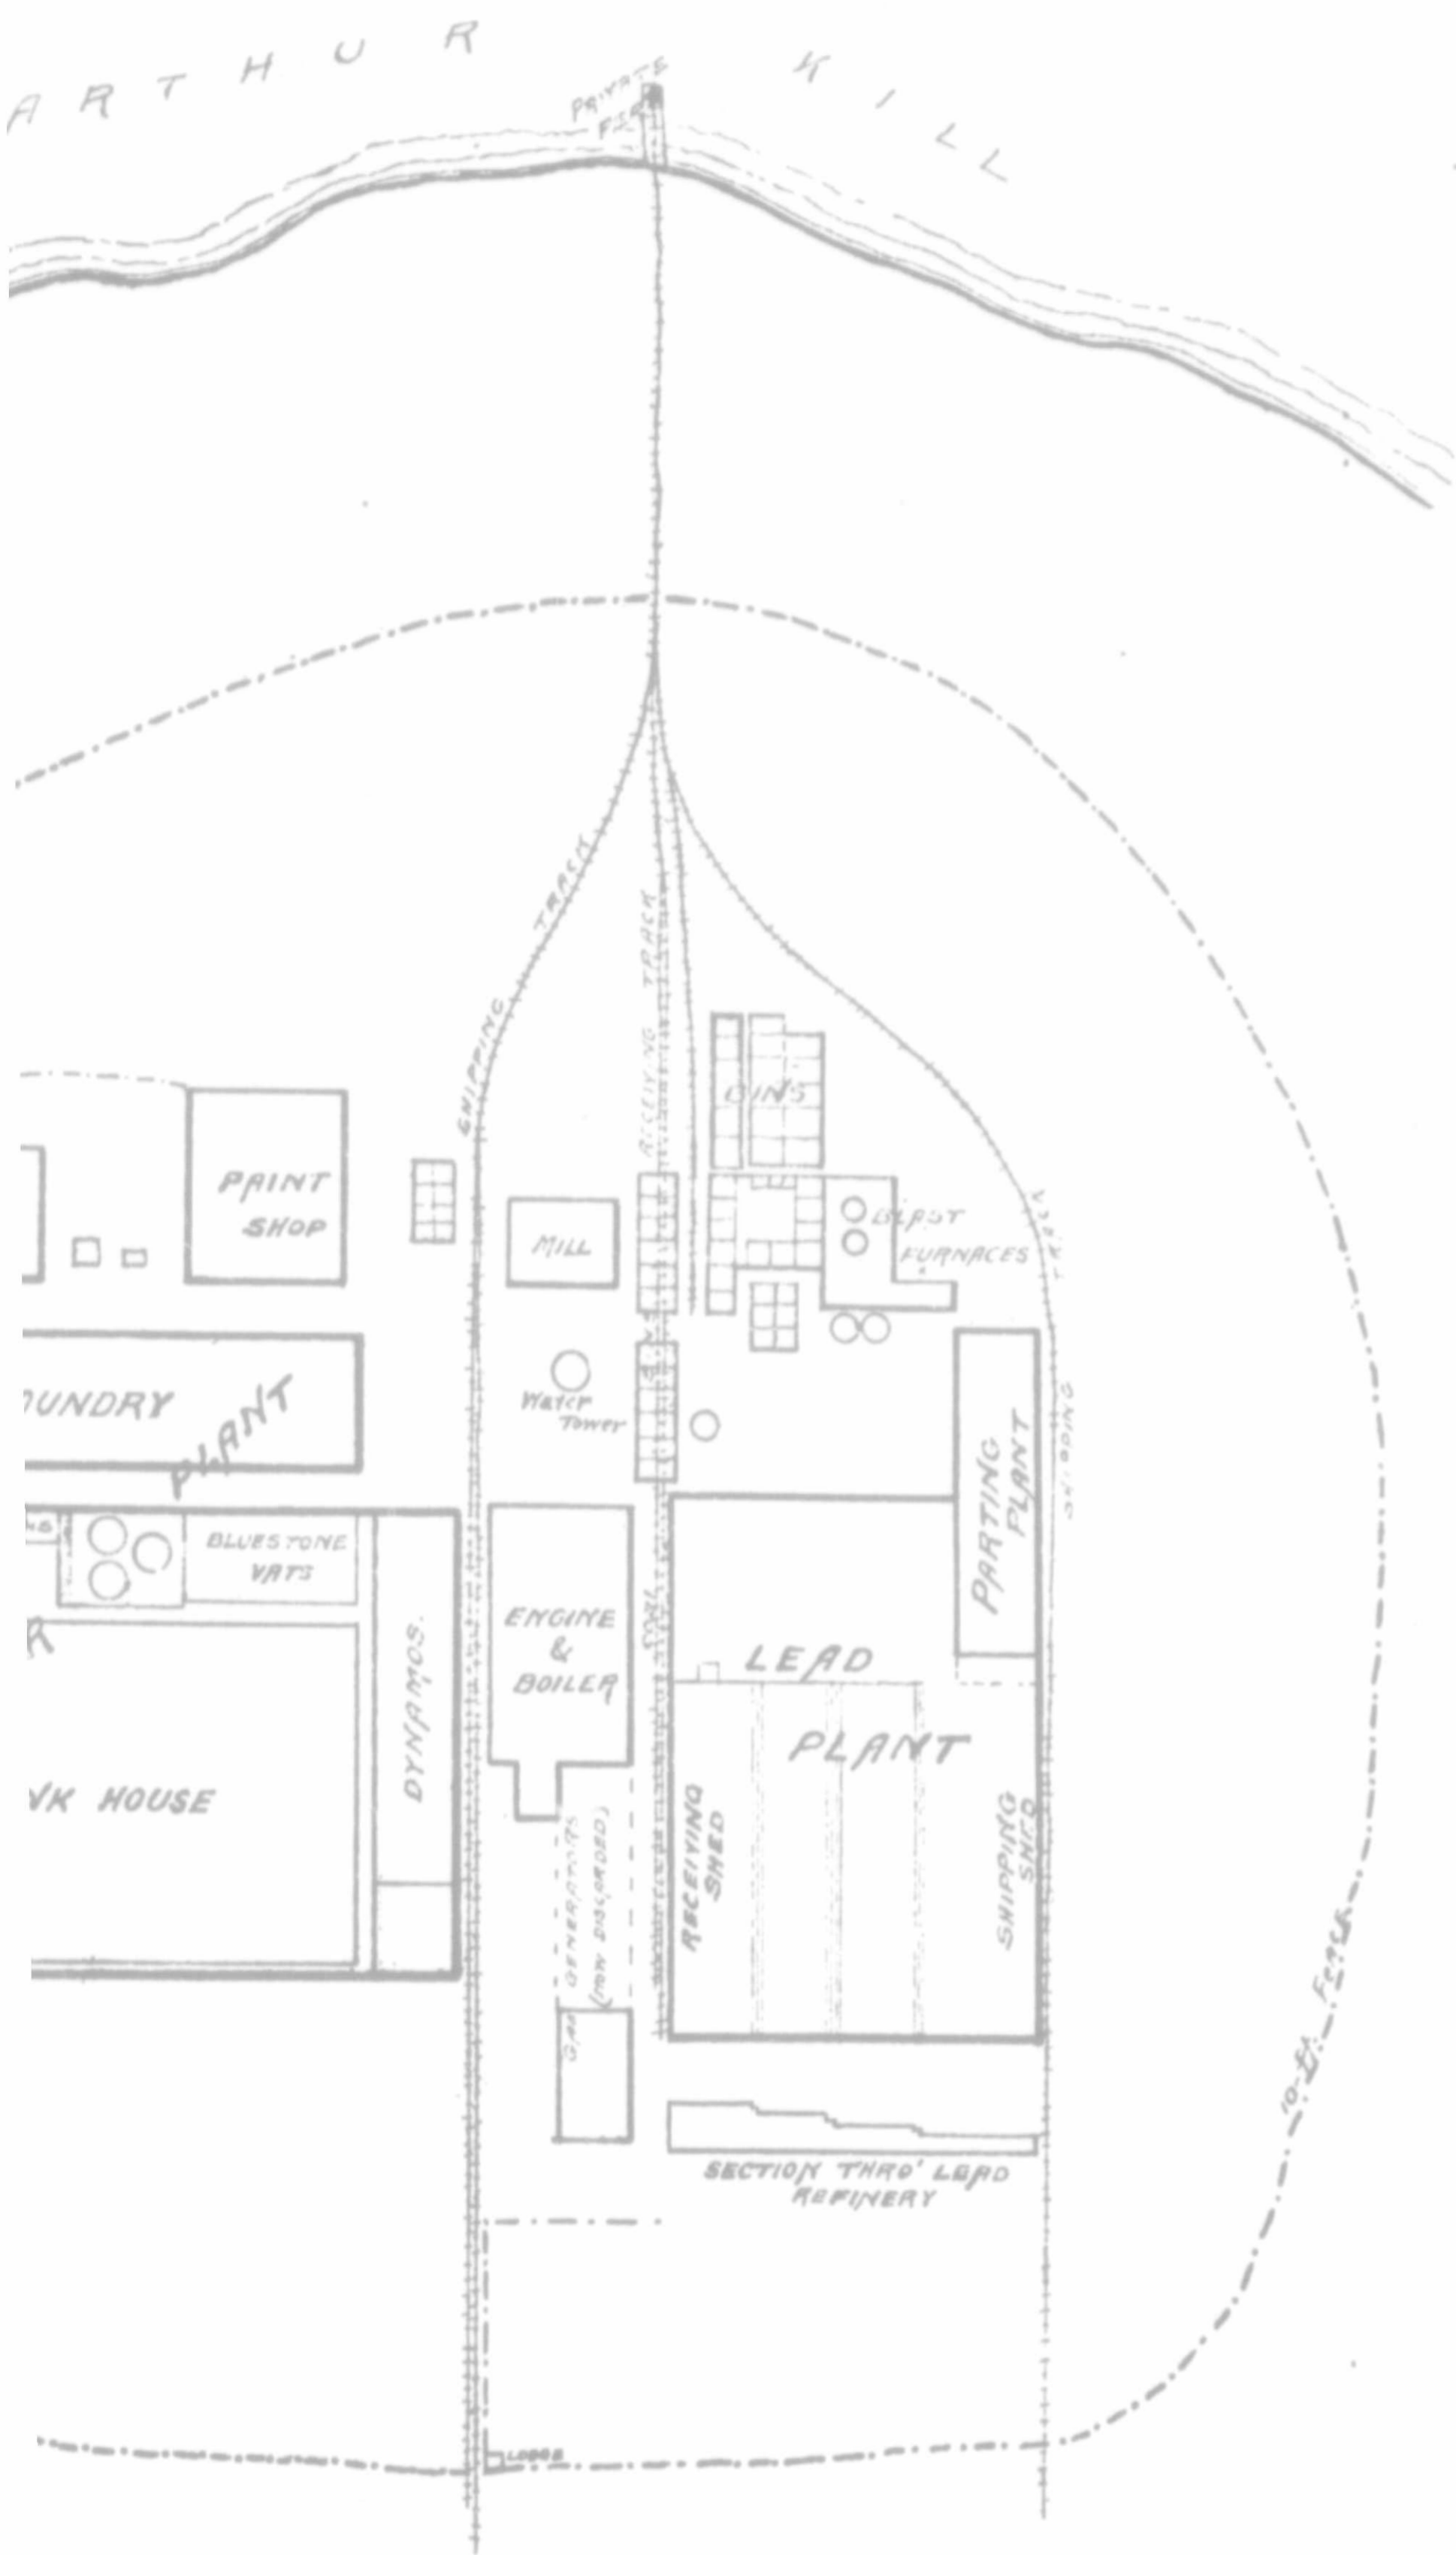 ARTHUR KILL
PRIVATE
SHIPPING TRACK
RECEIVING TRACK
BINS
PAINT
SHOP
MILL
BLAST
FURNACES
TRACK
OUNDRY
PLANT
Water
Tower
PARTING
PLANT
SHIPPING
BLUESTONE
VATS
R
DYNAMOS.
ENGINE
&
BOILER
LEAD
PLANT
NK HOUSE
RECEIVING
SHED
SHIPPING
SHED
GAS GENERATORS
(NOW DISCARDED)
10-Ft. FENCE
SECTION THRO' LEAD
REFINERY
LODGE